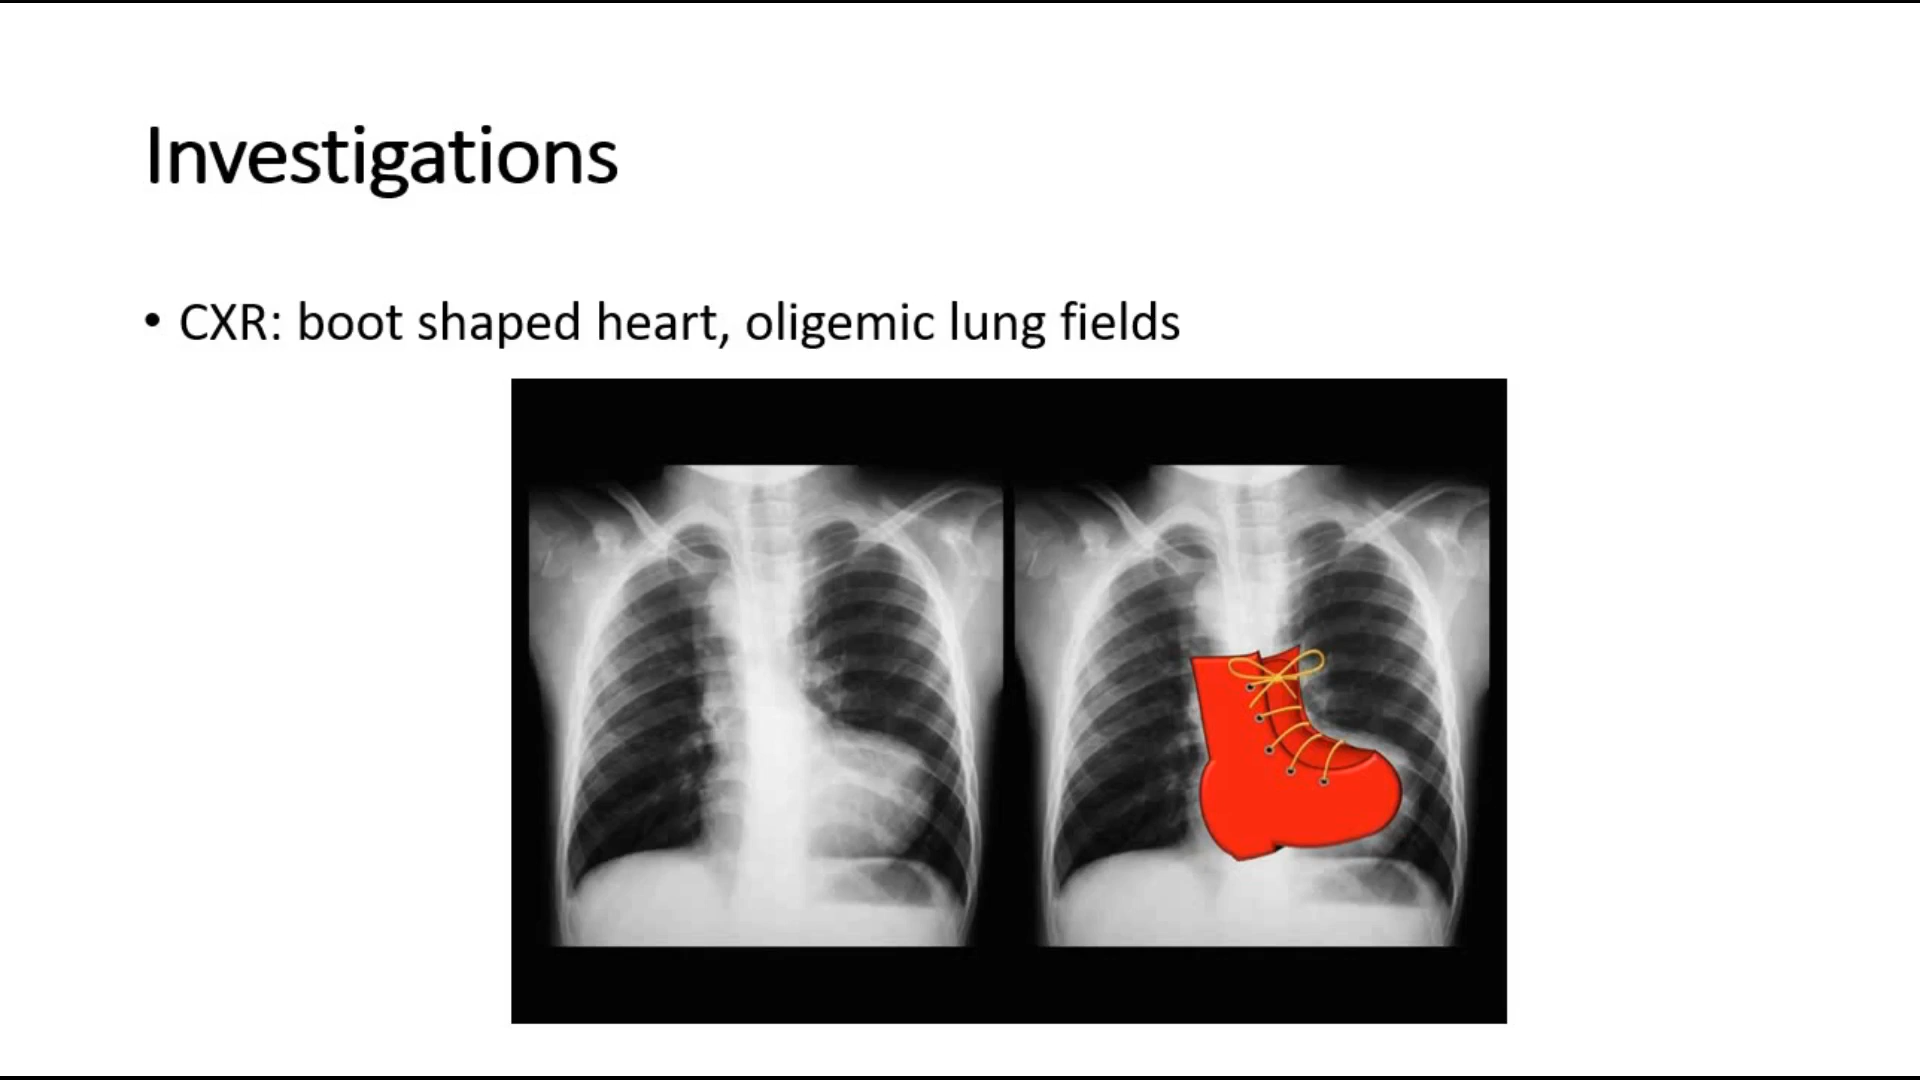 Investigations
• CXR: boot shaped heart, oligemic lung fields